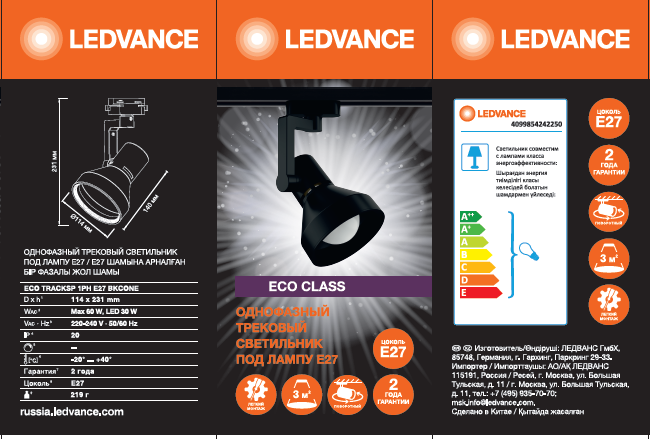 LEDVANCE
231 мм
140 мм
Ø114 мм
ОДНОФАЗНЫЙ ТРЕКОВЫЙ СВЕТИЛЬНИК
ПОД ЛАМПУ E27 / E27 ШАМЫНА АРНАЛҒАН
БІР ФАЗАЛЫ ЖОЛ ШАМЫ
ECO TRACKSP 1PH E27 BKCONE
D x h¹ 114 x 231 mm
Max 60 W, LED 30 W
220-240 V - 50/60 Hz
20
—
-20° ... +40°
Гарантия⁷ 2 года
Цоколь⁸ E27
219 г
russia.ledvance.com
LEDVANCE
ECO CLASS
ОДНОФАЗНЫЙ
ТРЕКОВЫЙ
СВЕТИЛЬНИК
ПОД ЛАМПУ E27
ЦОКОЛЬ
E27
ЛЕГКИЙ
МОНТАЖ
3 м²
ПОВОРОТНЫЙ
2
ГОДА
ГАРАНТИИ
LEDVANCE
LEDVANCE
4099854242250
Светильник совместим
с лампами класса
энергоэффективности:
Шырақдан энергия
тиімділігі класы
келесідей болатын
шамдармен үйлеседі:
A++
A+
A
B
C
D
E
ЦОКОЛЬ
E27
2
ГОДА
ГАРАНТИИ
ПОВОРОТНЫЙ
3 м²
ЛЕГКИЙ
МОНТАЖ
Изготовитель/Өндіруші: ЛЕДВАНС ГмбХ,
85748, Германия, г. Гархинг, Паркринг 29-33.
Импортер / Импорттаушы: АО/АҚ ЛЕДВАНС
115191, Россия / Ресей, г. Москва, ул. Большая
Тульская, д. 11 / г. Москва, ул. Большая Тульская,
д. 11, тел.: +7 (495) 935-70-70;
msk.info@ledvance.com,
Сделано в Китае / Қытайда жасалған